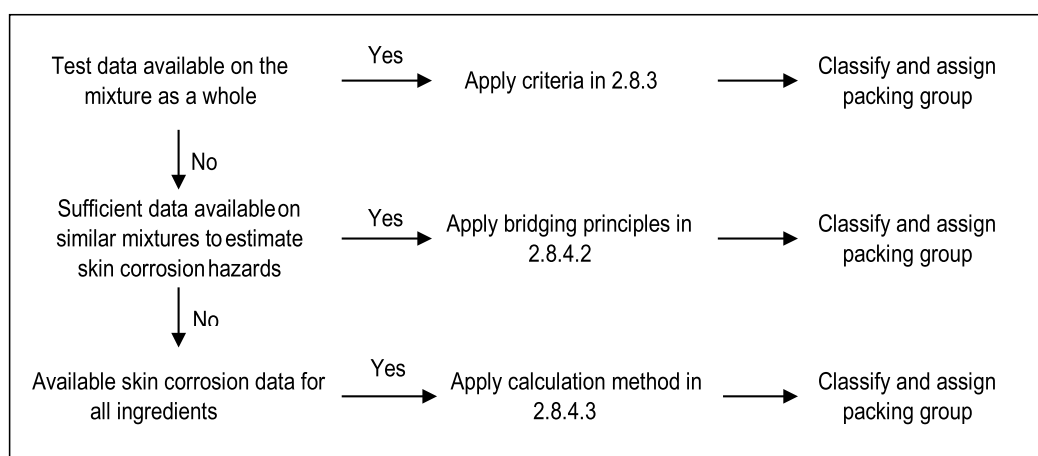 Test data available on the
mixture as a whole
Yes
Apply criteria in 2.8.3
Classify and assign
packing group
No
Sufficient data available on
similar mixtures to estimate
skin corrosion hazards
Yes
Apply bridging principles in
2.8.4.2
Classify and assign
packing group
No
Available skin corrosion data for
all ingredients
Yes
Apply calculation method in
2.8.4.3
Classify and assign
packing group